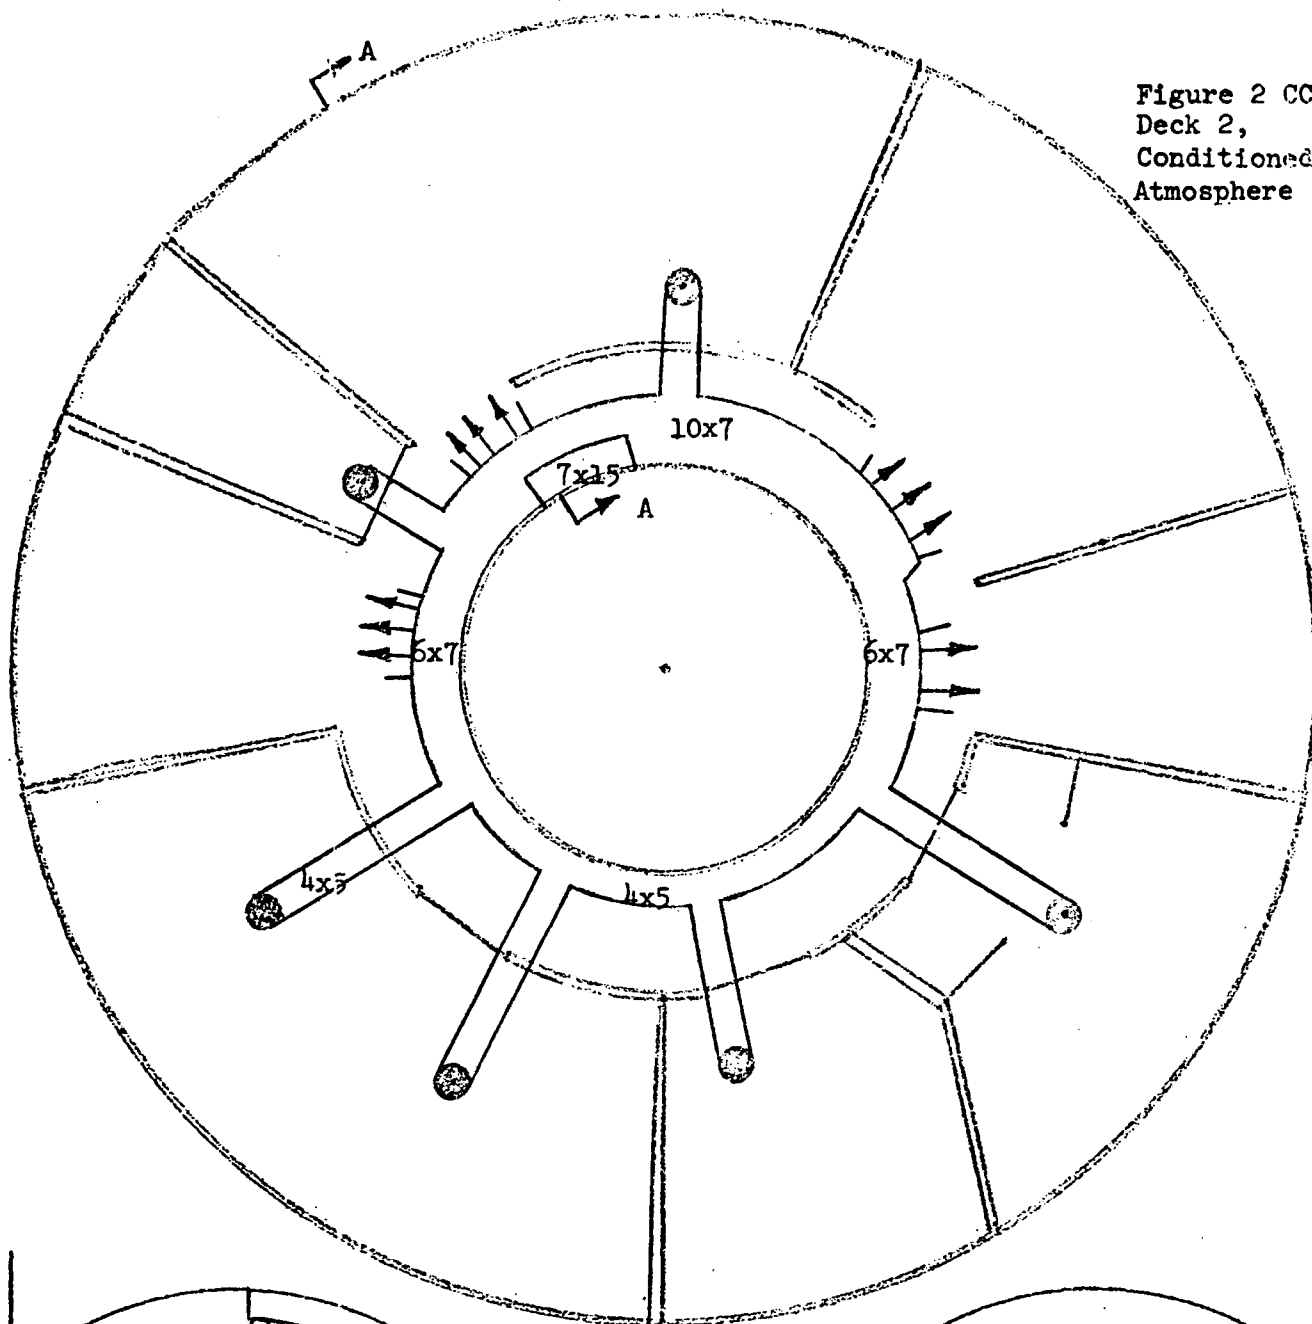 A
Figure 2 CC
Deck 2,
Conditioned
Atmosphere
10x7
7x15
A
6x7
6x7
4x5
4x5